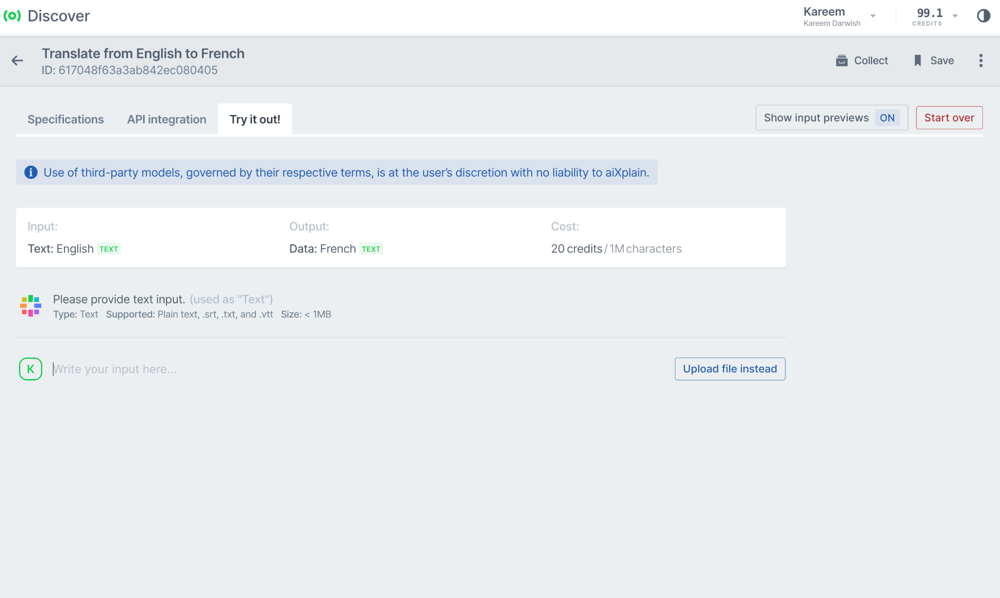 Discover
Kareem
Kareem Darwish
99.1
CREDITS
Translate from English to French
ID: 617048f63a3ab842ec080405
Collect
Save
Specifications
API integration
Try it out!
Show input previews ON
Start over
Use of third-party models, governed by their respective terms, is at the user’s discretion with no liability to aiXplain.
Input:
Text: English TEXT
Output:
Data: French TEXT
Cost:
20 credits / 1M characters
Please provide text input. (used as "Text")
Type: Text Supported: Plain text, .srt, .txt, and .vtt Size: < 1MB
K
Write your input here...
Upload file instead